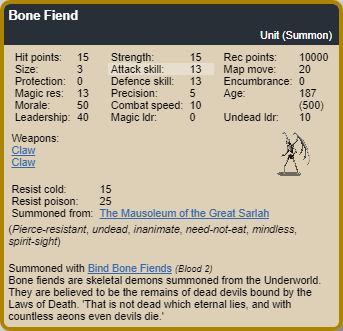 Bone Fiend
Unit (Summon)
Hit points: 15 Strength: 15 Rec points: 10000
Size: 3 Attack skill: 13 Map move: 20
Protection: 0 Defence skill: 13 Encumbrance: 0
Magic res: 13 Precision: 5 Age: 187
Morale: 50 Combat speed: 10 (500)
Leadership: 40 Magic ldr: 0 Undead ldr: 10
Weapons:
Claw
Claw
Resist cold: 15
Resist poison: 25
Summoned from: The Mausoleum of the Great Sarlah
(Pierce-resistant, undead, inanimate, need-not-eat, mindless,
spirit-sight)
Summoned with Bind Bone Fiends (Blood 2)
Bone fiends are skeletal demons summoned from the Underworld.
They are believed to be the remains of dead devils bound by the
Laws of Death. 'That is not dead which eternal lies, and with
countless aeons even devils die.'